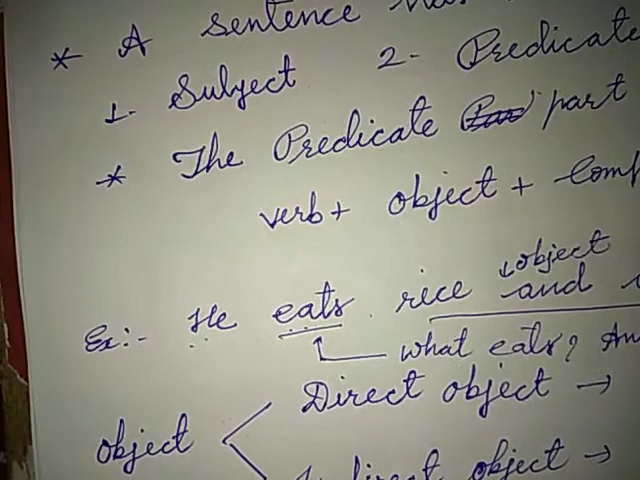 * A Sentence
1- Subject 2- Predicate
* The Predicate part
verb + object +
↓object
Ex:- He eats rice and
what eats?
object Direct object →
Indirect object →